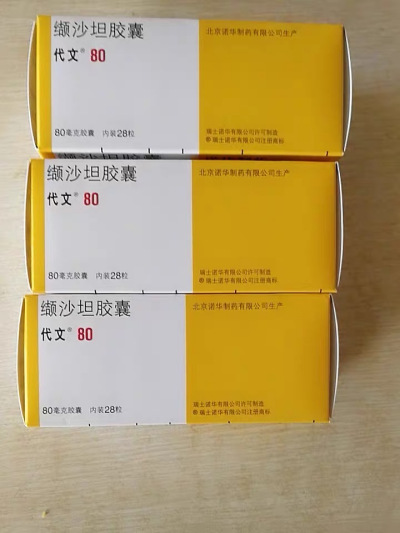 缬沙坦胶囊
北京诺华制药有限公司生产
代文® 80
瑞士诺华有限公司许可制造
80毫克胶囊 内装28粒
® 瑞士诺华有限公司注册商标
缬沙坦胶囊
缬沙坦胶囊
北京诺华制药有限公司生产
代文® 80
瑞士诺华有限公司许可制造
80毫克胶囊 内装28粒
® 瑞士诺华有限公司注册商标
缬沙坦胶囊
北京诺华制药有限公司生产
代文® 80
瑞士诺华有限公司许可制造
80毫克胶囊 内装28粒
® 瑞士诺华有限公司注册商标